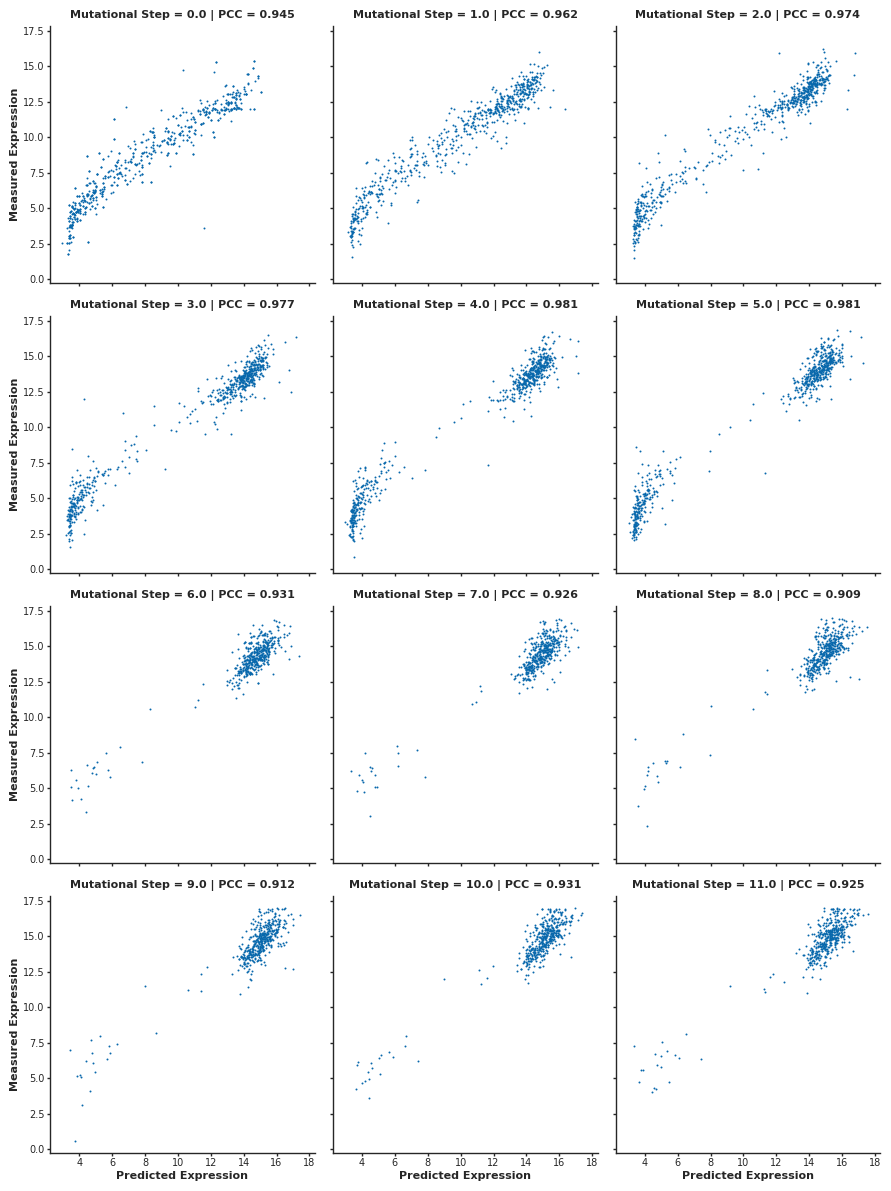 Mutational Step = 0.0 | PCC = 0.945
Mutational Step = 1.0 | PCC = 0.962
Mutational Step = 2.0 | PCC = 0.974
17.5
15.0
12.5
10.0
7.5
5.0
2.5
0.0
Measured Expression
Mutational Step = 3.0 | PCC = 0.977
Mutational Step = 4.0 | PCC = 0.981
Mutational Step = 5.0 | PCC = 0.981
17.5
15.0
12.5
10.0
7.5
5.0
2.5
0.0
Measured Expression
Mutational Step = 6.0 | PCC = 0.931
Mutational Step = 7.0 | PCC = 0.926
Mutational Step = 8.0 | PCC = 0.909
17.5
15.0
12.5
10.0
7.5
5.0
2.5
0.0
Measured Expression
Mutational Step = 9.0 | PCC = 0.912
Mutational Step = 10.0 | PCC = 0.931
Mutational Step = 11.0 | PCC = 0.925
17.5
15.0
12.5
10.0
7.5
5.0
2.5
0.0
Measured Expression
4 6 8 10 12 14 16 18
Predicted Expression
4 6 8 10 12 14 16 18
Predicted Expression
4 6 8 10 12 14 16 18
Predicted Expression